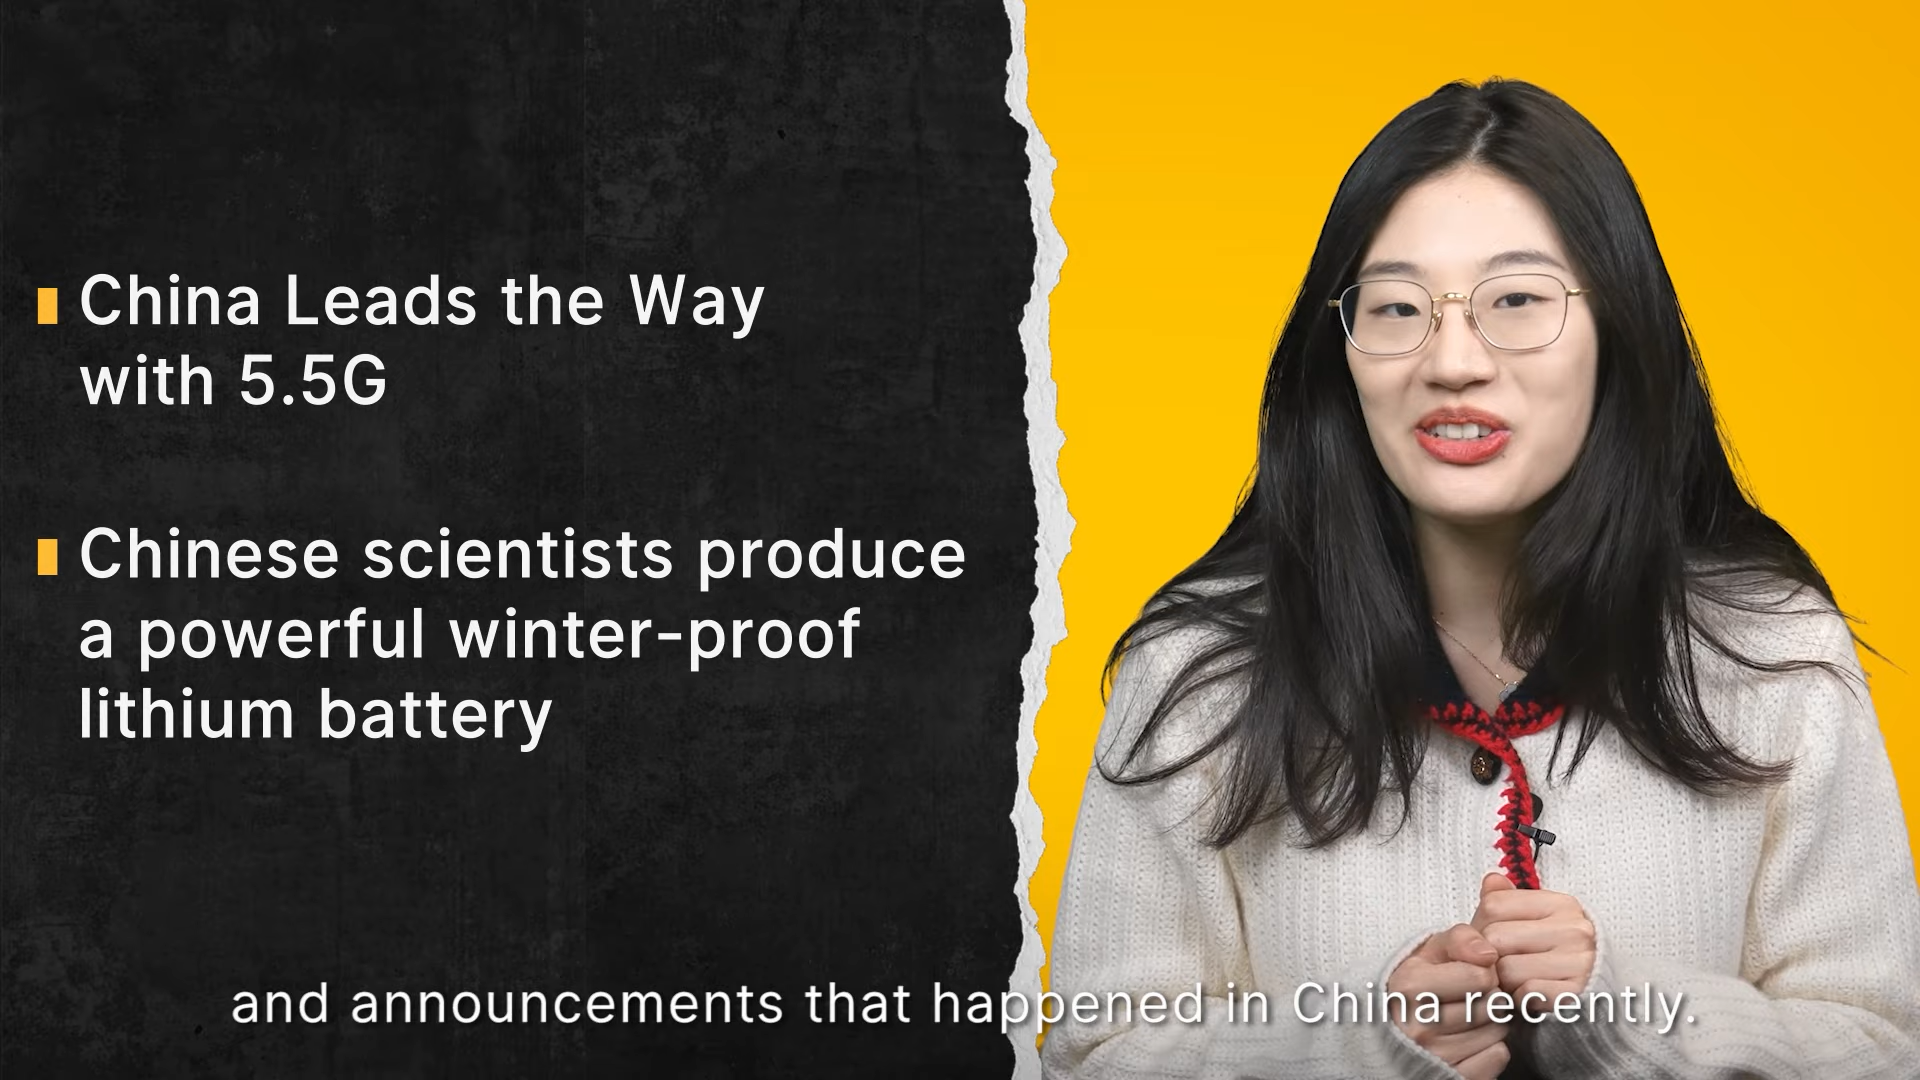 China Leads the Way
with 5.5G
Chinese scientists produce
a powerful winter-proof
lithium battery
and announcements that happened in China recently.